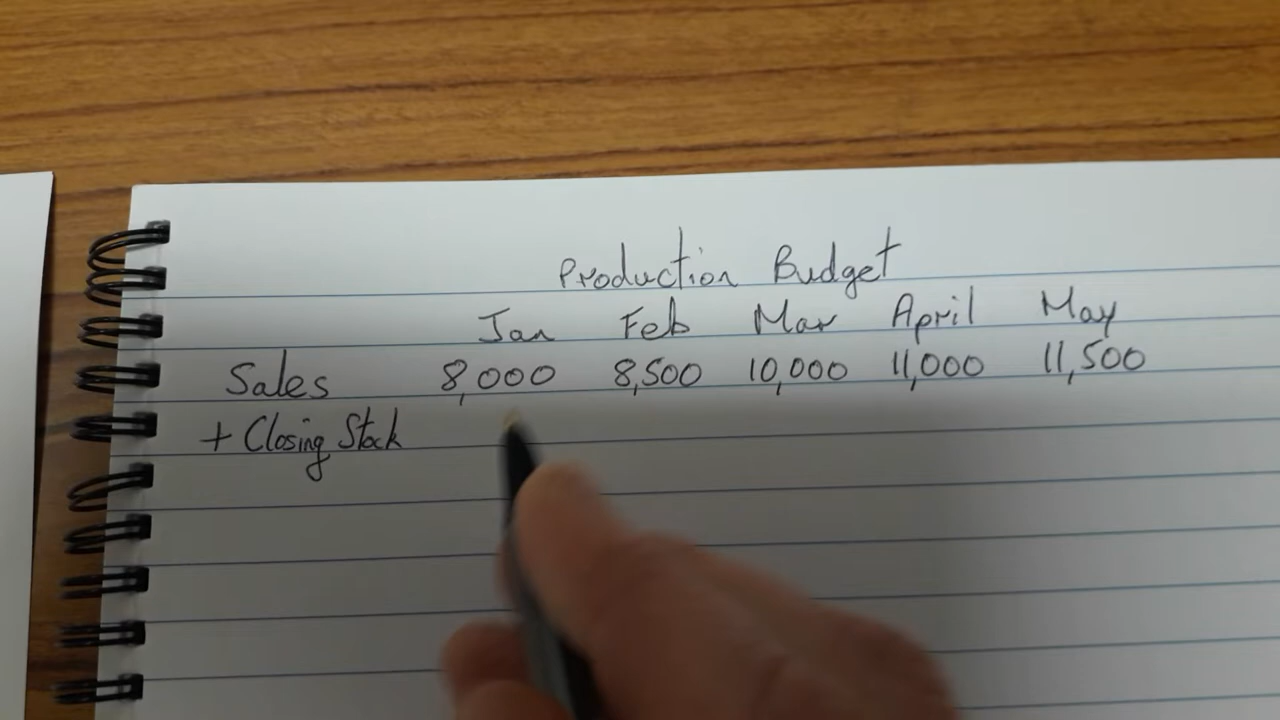 Production Budget
Jan Feb Mar April May
Sales 8,000 8,500 10,000 11,000 11,500
+ Closing Stock